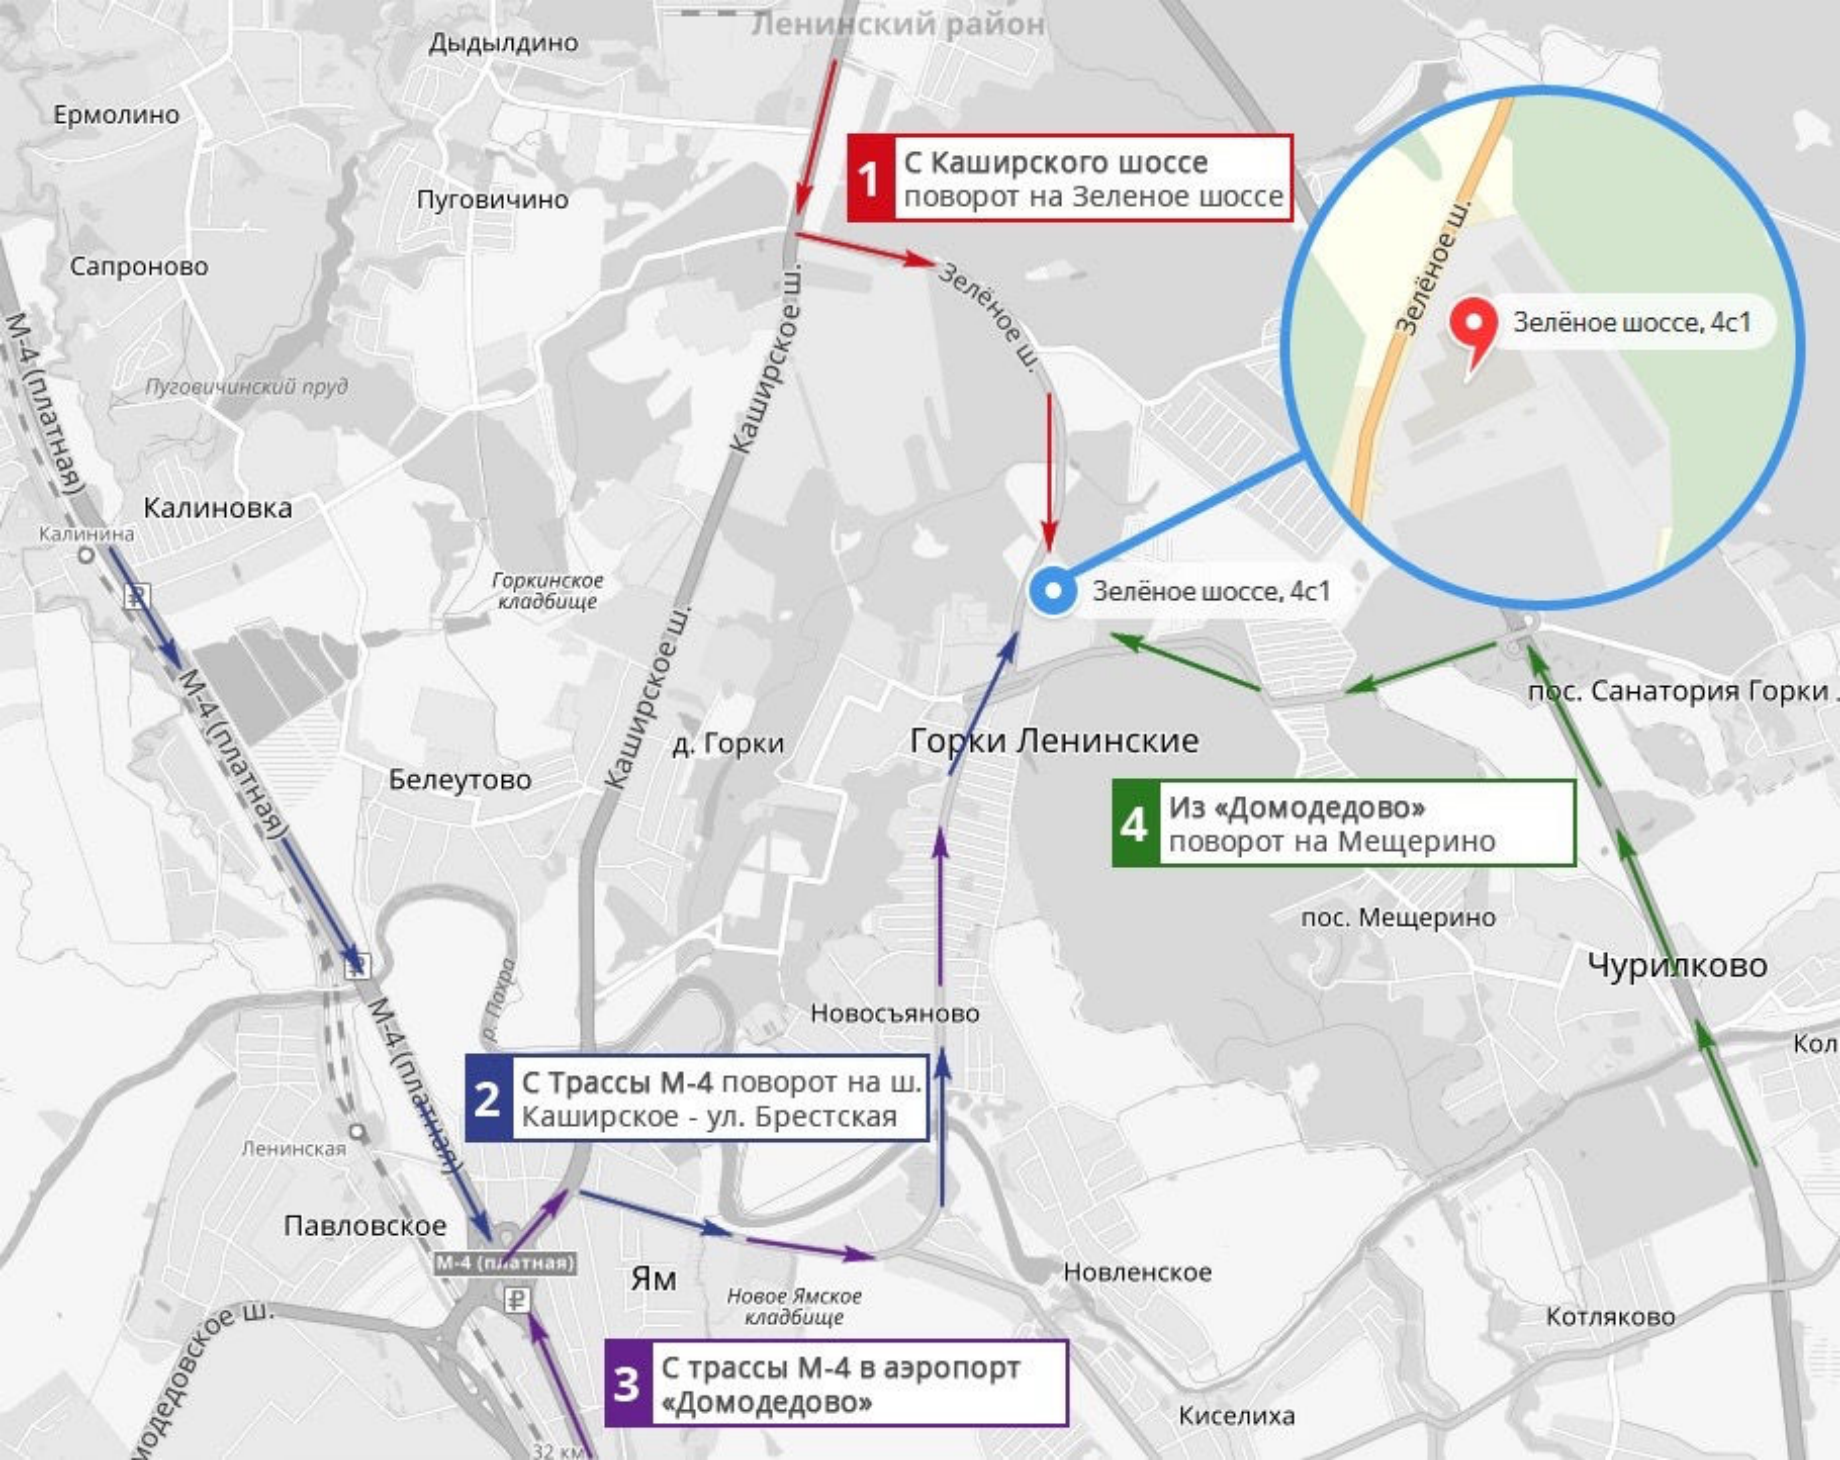 Ленинский район
Дыдылдино
Ермолино
1
С Каширского шоссе
поворот на Зеленое шоссе
Пуговичино
Зелёное ш.
Сапроново
Зелёное ш.
Каширское ш.
Зелёное шоссе, 4с1
М-4 (платная)
Пуговичинский пруд
Калиновка
Калинина
Горкинское
кладбище
Зелёное шоссе, 4с1
Каширское ш.
М-4 (платная)
пос. Санатория Горки
д. Горки
Горки Ленинские
Белеутово
4
Из «Домодедово»
поворот на Мещерино
пос. Мещерино
Чурилково
р. Пахра
Новосъяново
Кол
М-4 (платная)
2
С Трассы М-4 поворот на ш.
Каширское - ул. Брестская
Ленинская
Павловское
М-4 (платная)
Ям
Новленское
Новое Ямское
кладбище
Котляково
модедовское ш.
3
С трассы М-4 в аэропорт
«Домодедово»
Киселиха
32 км